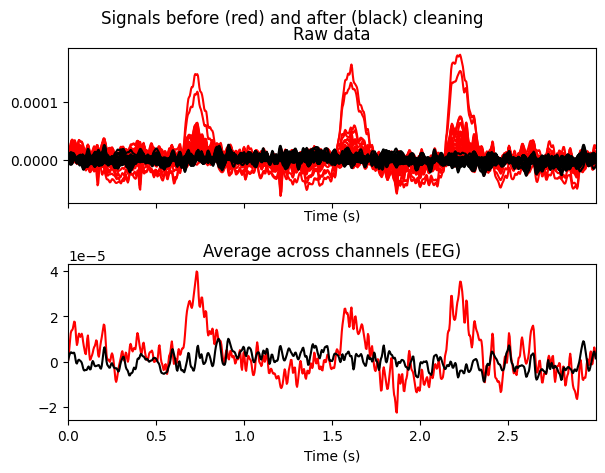 Signals before (red) and after (black) cleaning
Raw data
0.0001
0.0000
Time (s)
Average across channels (EEG)
1e−5
4
2
0
−2
0.0 0.5 1.0 1.5 2.0 2.5
Time (s)